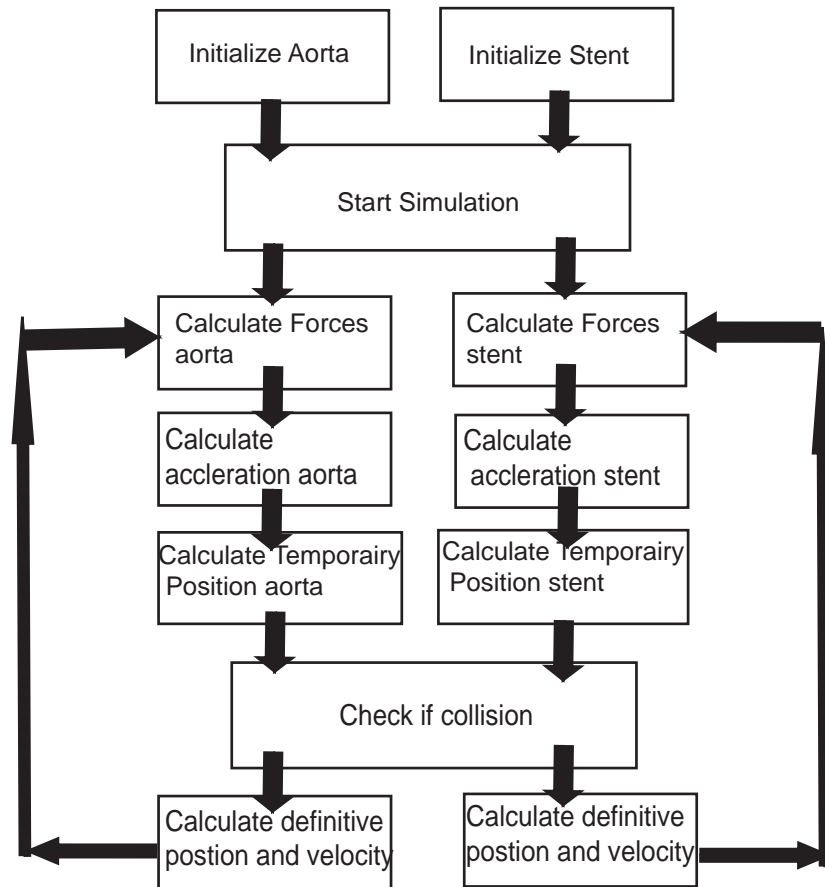 Initialize Aorta
Initialize Stent
Start Simulation
Calculate Forces
aorta
Calculate Forces
stent
Calculate
accleration aorta
Calculate
accleration stent
Calculate Temporairy
Position aorta
Calculate Temporairy
Position stent
Check if collision
Calculate definitive
postion and velocity
Calculate definitive
postion and velocity